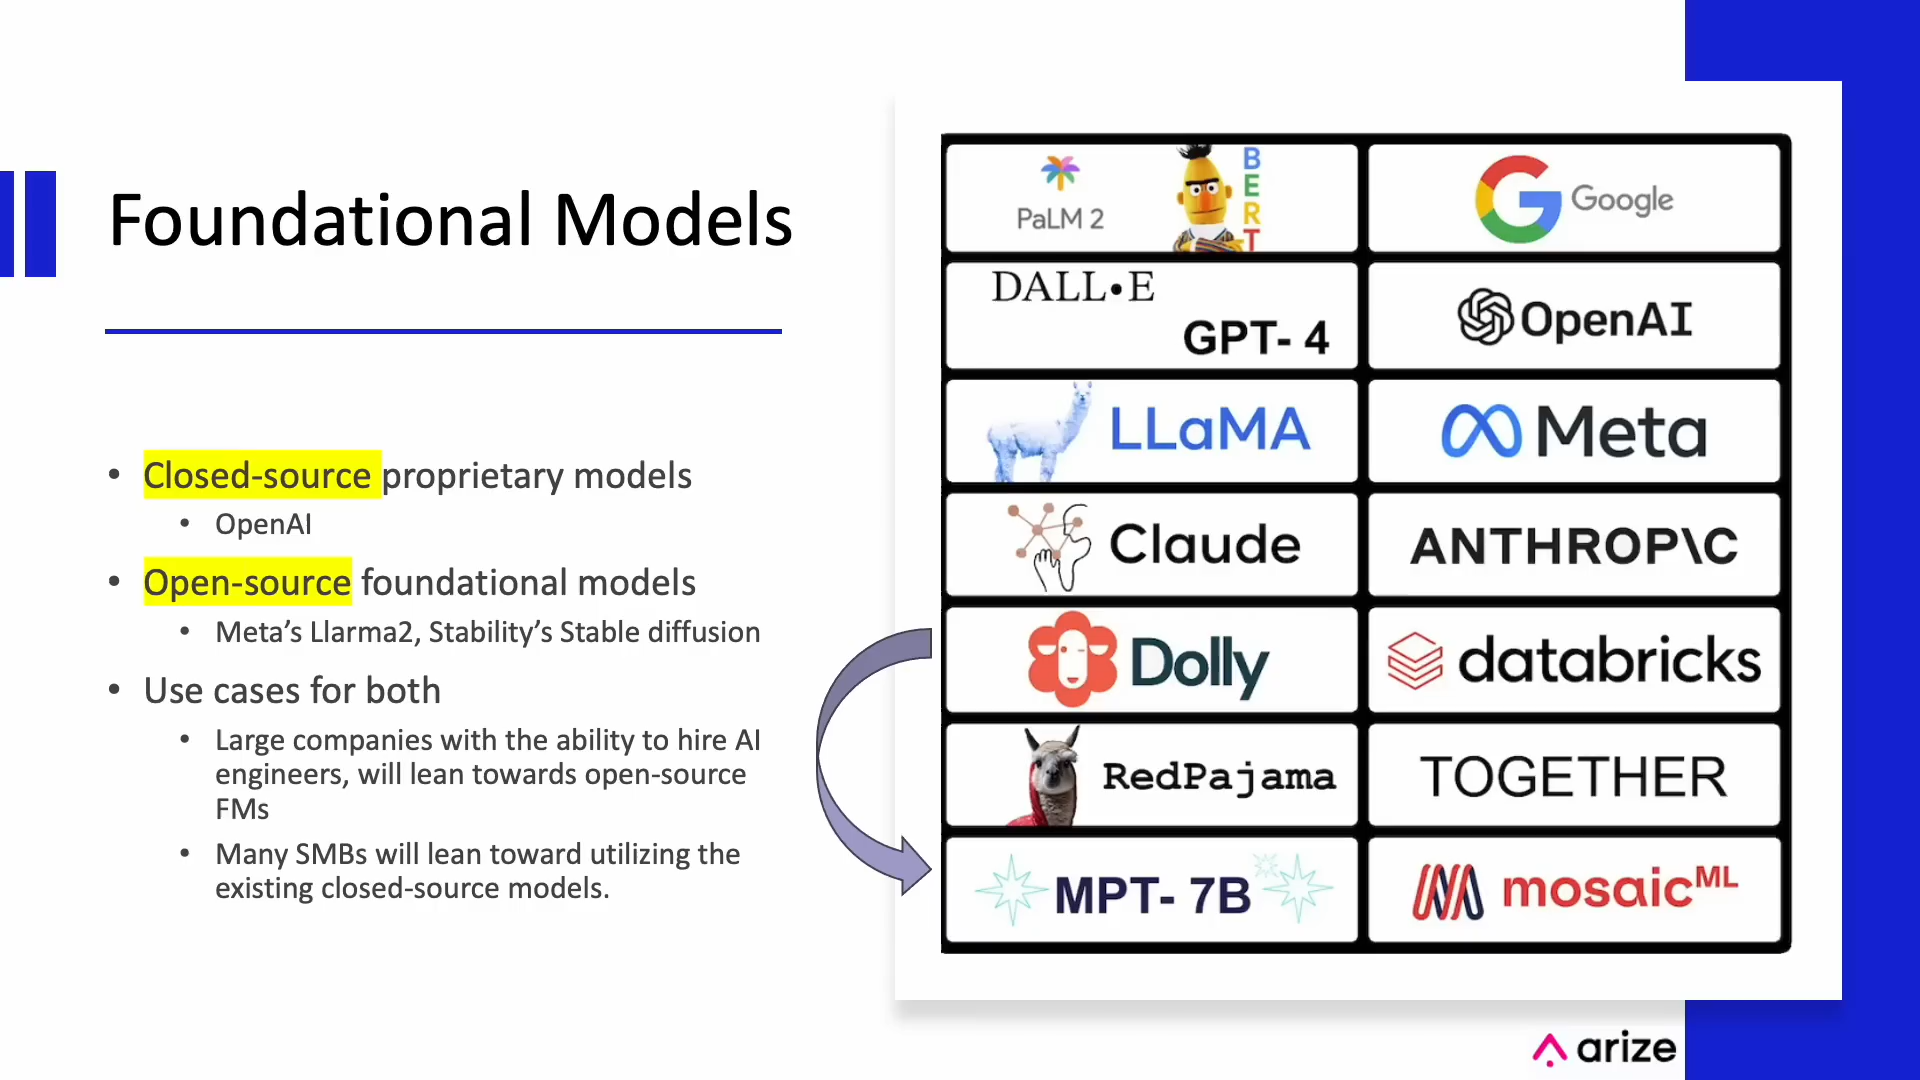 Foundational Models
• Closed-source proprietary models
• OpenAI
• Open-source foundational models
• Meta’s Llarma2, Stability’s Stable diffusion
• Use cases for both
• Large companies with the ability to hire AI
engineers, will lean towards open-source
FMs
• Many SMBs will lean toward utilizing the
existing closed-source models.
PaLM 2
BERT
Google
DALL•E
GPT- 4
OpenAI
LLaMA
Meta
Claude
ANTHROP\C
Dolly
databricks
RedPajama
TOGETHER
MPT- 7B
mosaicML
arize